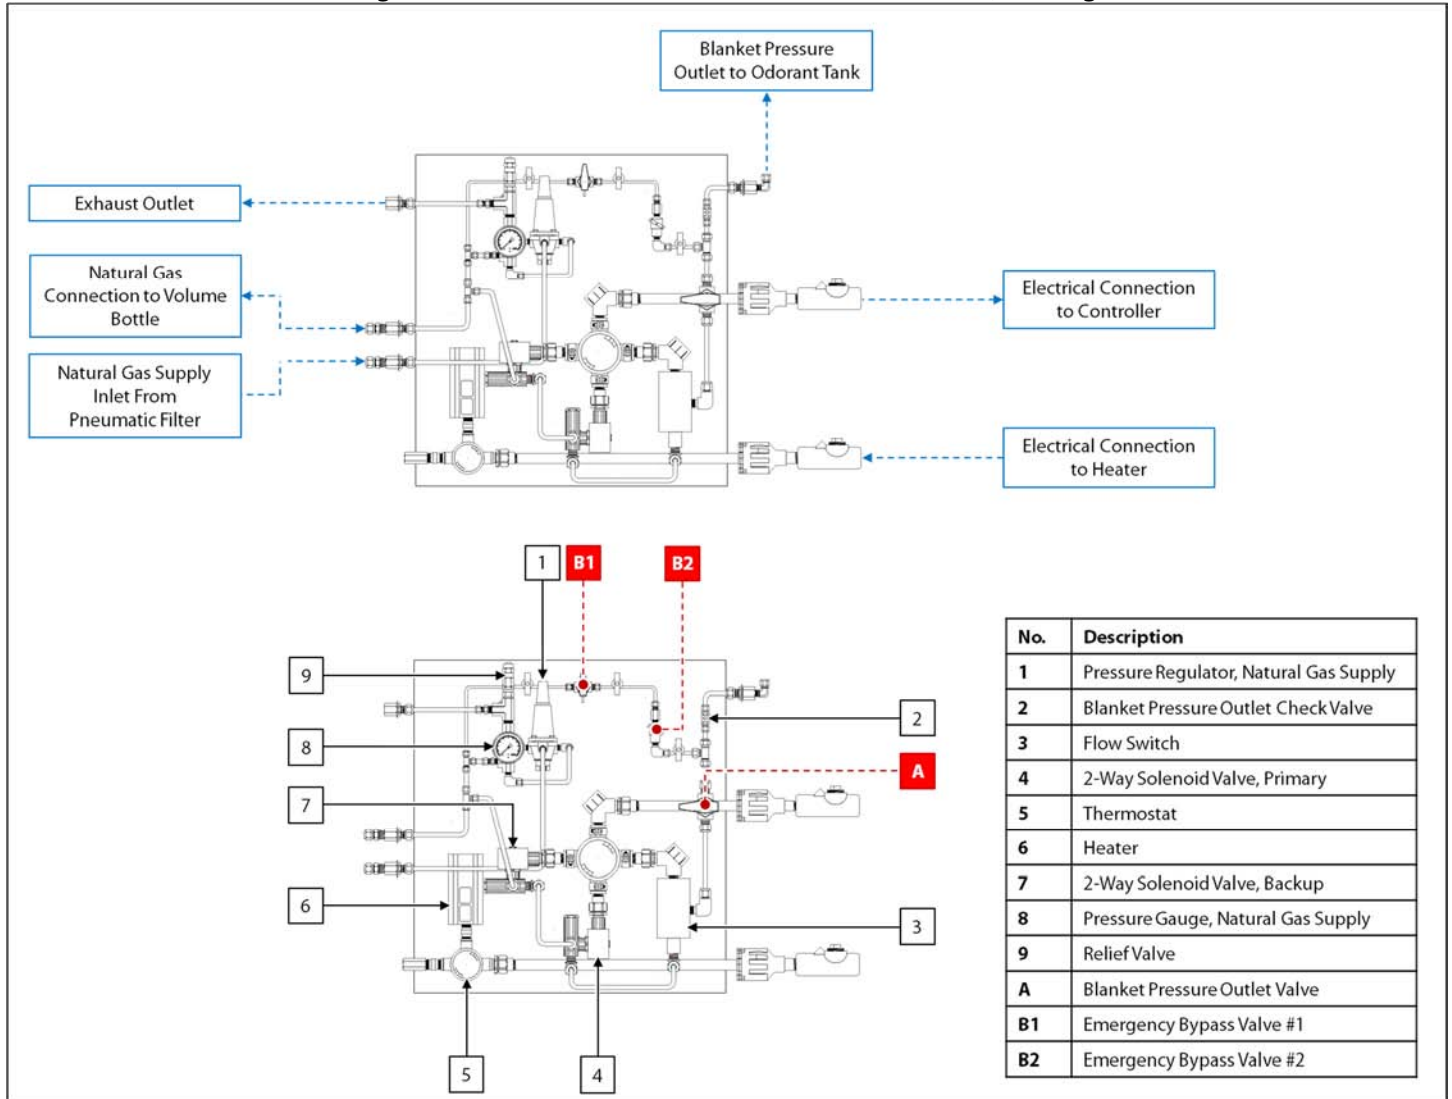 Blanket Pressure
Outlet to Odorant Tank
Exhaust Outlet
Natural Gas
Connection to Volume
Bottle
Natural Gas Supply
Inlet From
Pneumatic Filter
Electrical Connection
to Controller
Electrical Connection
to Heater
1
B1
B2
9
8
7
6
5
4
3
2
A
No. Description
1 Pressure Regulator, Natural Gas Supply
2 Blanket Pressure Outlet Check Valve
3 Flow Switch
4 2-Way Solenoid Valve, Primary
5 Thermostat
6 Heater
7 2-Way Solenoid Valve, Backup
8 Pressure Gauge, Natural Gas Supply
9 Relief Valve
A Blanket Pressure Outlet Valve
B1 Emergency Bypass Valve #1
B2 Emergency Bypass Valve #2